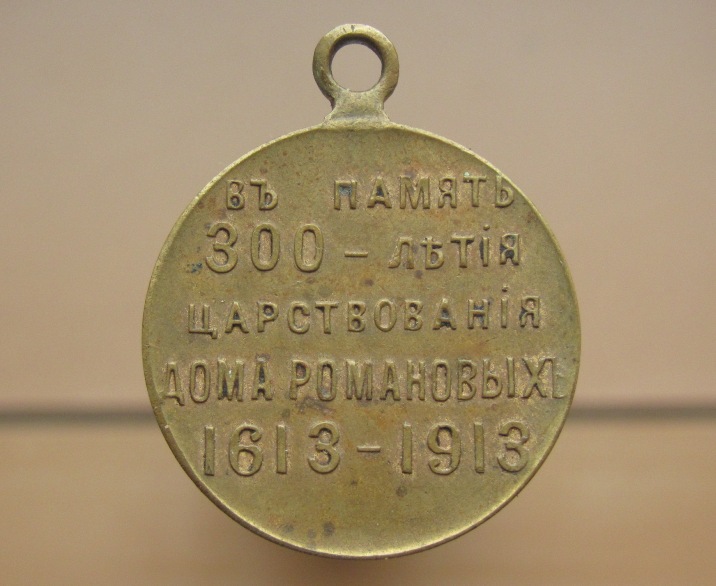 ВЪ ПАМЯТЬ
300 – ЛѢТІЯ
ЦАРСТВОВАНІЯ
ДОМА РОМАНОВЫХЪ
1613 – 1913